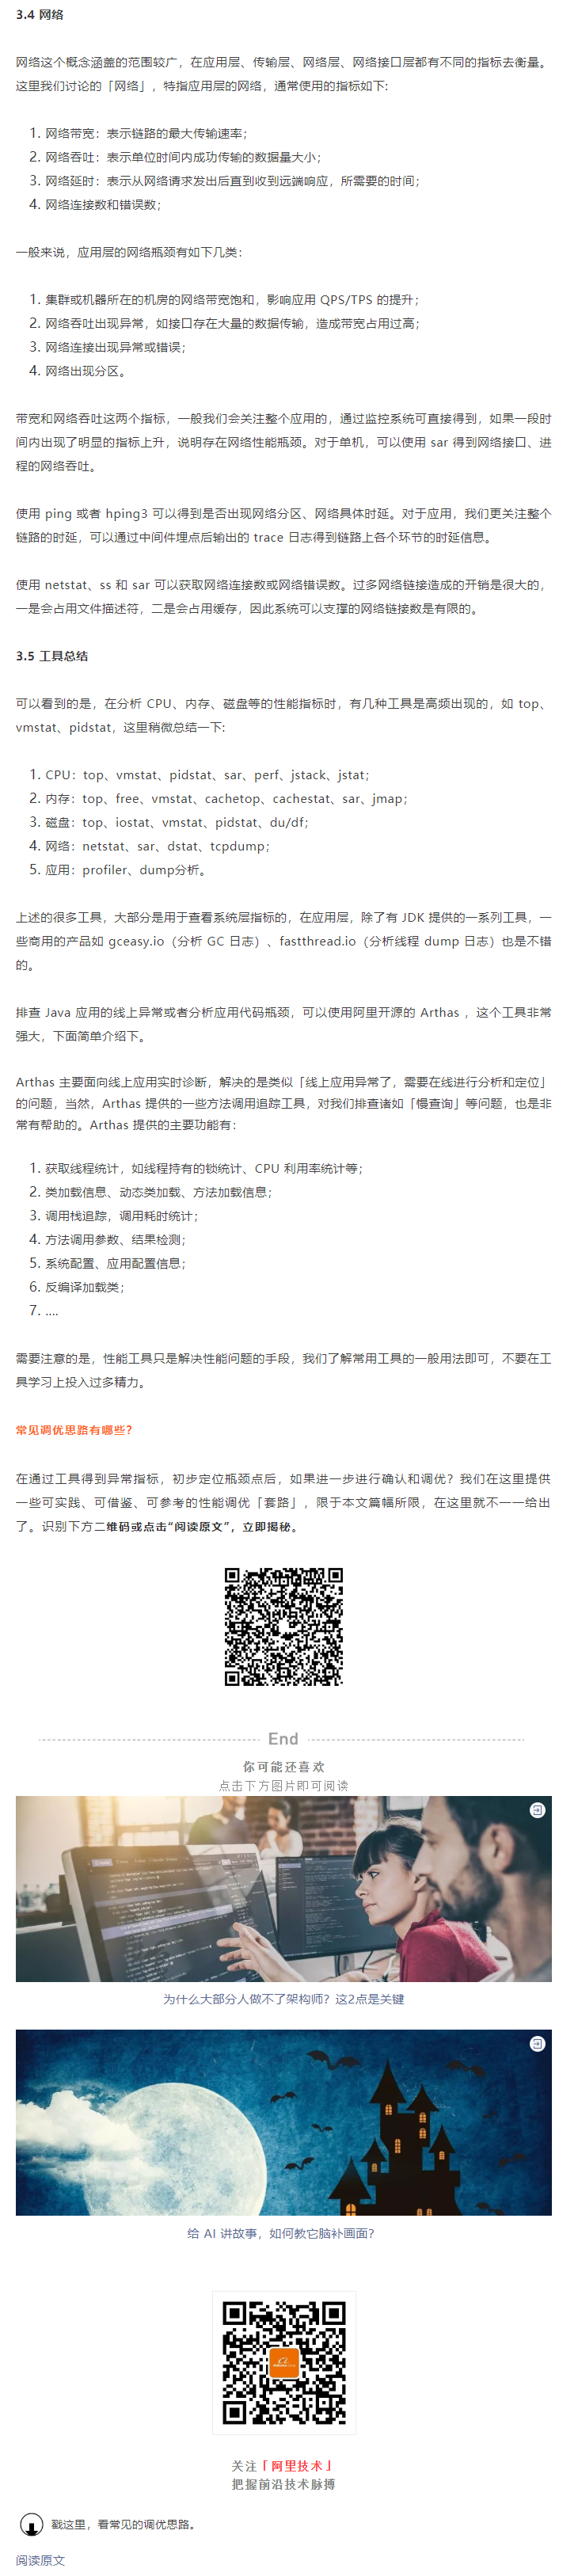 3.4 网络
网络这个概念涵盖的范围较广，在应用层、传输层、网络层、网络接口层都有不同的指标去衡量。
这里我们讨论的「网络」，特指应用层的网络，通常使用的指标如下:
1. 网络带宽：表示链路的最大传输速率；
2. 网络吞吐：表示单位时间内成功传输的数据量大小；
3. 网络延时：表示从网络请求发出后直到收到远端响应，所需要的时间；
4. 网络连接数和错误数；
一般来说，应用层的网络瓶颈有如下几类：
1. 集群或机器所在的机房的网络带宽饱和，影响应用 QPS/TPS 的提升；
2. 网络吞吐出现异常，如接口存在大量的数据传输，造成带宽占用过高；
3. 网络连接出现异常或错误；
4. 网络出现分区。
带宽和网络吞吐这两个指标，一般我们会关注整个应用的，通过监控系统可直接得到，如果一段时
间内出现了明显的指标上升，说明存在网络性能瓶颈。对于单机，可以使用 sar 得到网络接口、进
程的网络吞吐。
使用 ping 或者 hping3 可以得到是否出现网络分区、网络具体时延。对于应用，我们更关注整个
链路的时延，可以通过中间件埋点后输出的 trace 日志得到链路上各个环节的时延信息。
使用 netstat、ss 和 sar 可以获取网络连接数或网络错误数。过多网络链接造成的开销是很大的，
一是会占用文件描述符，二是会占用缓存，因此系统可以支撑的网络链接数是有限的。
3.5 工具总结
可以看到的是，在分析 CPU、内存、磁盘等的性能指标时，有几种工具是高频出现的，如 top、
vmstat、pidstat，这里稍微总结一下:
1. CPU：top、vmstat、pidstat、sar、perf、jstack、jstat；
2. 内存：top、free、vmstat、cachetop、cachestat、sar、jmap；
3. 磁盘：top、iostat、vmstat、pidstat、du/df；
4. 网络：netstat、sar、dstat、tcpdump；
5. 应用：profiler、dump分析。
上述的很多工具，大部分是用于查看系统层指标的，在应用层，除了有 JDK 提供的一系列工具，一
些商用的产品如 gceasy.io（分析 GC 日志）、fastthread.io（分析线程 dump 日志）也是不错
的。
排查 Java 应用的线上异常或者分析应用代码瓶颈，可以使用阿里开源的 Arthas ，这个工具非常
强大，下面简单介绍下。
Arthas 主要面向线上应用实时诊断，解决的是类似「线上应用异常了，需要在线进行分析和定位」
的问题，当然，Arthas 提供的一些方法调用追踪工具，对我们排查诸如「慢查询」等问题，也是非
常有帮助的。Arthas 提供的主要功能有：
1. 获取线程统计，如线程持有的锁统计、CPU 利用率统计等；
2. 类加载信息、动态类加载、方法加载信息；
3. 调用栈追踪，调用耗时统计；
4. 方法调用参数、结果检测；
5. 系统配置、应用配置信息；
6. 反编译加载类；
7. ....
需要注意的是，性能工具只是解决性能问题的手段，我们了解常用工具的一般用法即可，不要在工
具学习上投入过多精力。
常见调优思路有哪些？
在通过工具得到异常指标，初步定位瓶颈点后，如果进一步进行确认和调优？我们在这里提供
一些可实践、可借鉴、可参考的性能调优「套路」，限于本文篇幅所限，在这里就不一一给出
了。识别下方二维码或点击“阅读原文”，立即揭秘。
End
你可能还喜欢
点击下方图片即可阅读
为什么大部分人做不了架构师？这2点是关键
给 AI 讲故事，如何教它脑补画面？
关注「阿里技术」
把握前沿技术脉搏
戳这里，看常见的调优思路。
阅读原文